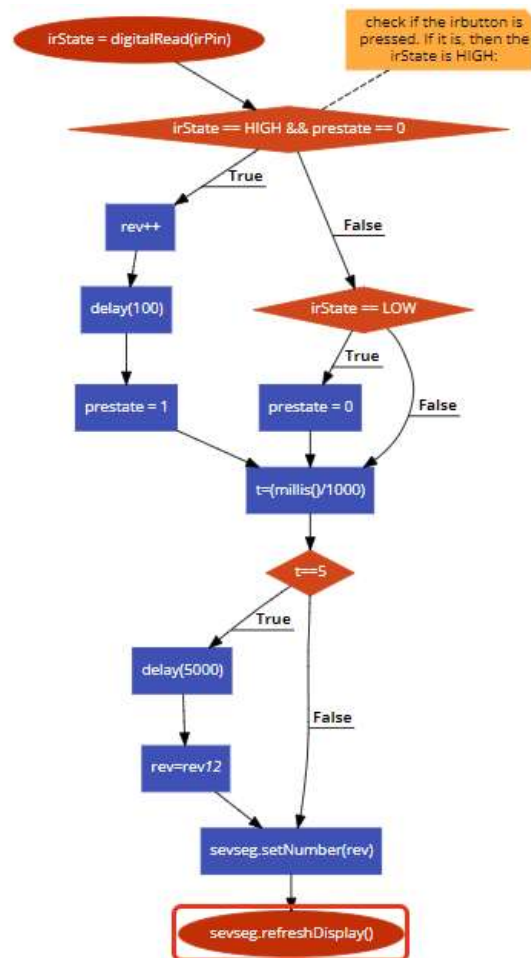 irState = digitalRead(irPin)
check if the irbutton is
pressed. If it is, then the
irState is HIGH:
irState == HIGH && prestate == 0
True
False
rev++
delay(100)
irState == LOW
True
False
prestate = 1
prestate = 0
t=(millis()/1000)
t==5
True
False
delay(5000)
rev=rev12
sevseg.setNumber(rev)
sevseg.refreshDisplay()